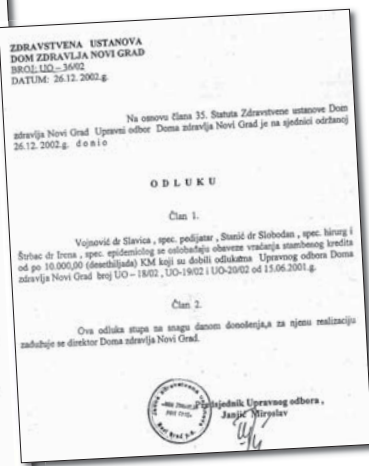 ZDRAVSTVENA USTANOVA
DOM ZDRAVLJA NOVI GRAD
BROJ: UO – 36/02
DATUM: 26.12. 2002.g.
Na osnovu člana 35. Statuta Zdravstvene ustanove Dom
zdravlja Novi Grad Upravni odbor Doma zdravlja Novi Grad je na sjednici održanoj
26.12. 2002.g. d o n i o
O D L U K U
Član 1.
Vojnović dr Slavica , spec. pedijatar , Stanić dr Slobodan , spec. hirurg i
Štrbac dr Irena , spec. epidemiolog se oslobađaju obaveze vraćanja stambesnog kredita
od po 10.000,00 (desethiljada) KM koji su dobili odlukama Upravnog odbora Doma
zdravlja Novi Grad broj UO – 18/02 , UO-19/02 i UO-20/02 od 15.06.2001.g.
Član 2.
Ova odluka stupa na snagu danom donošenja,a za njenu realizaciju
zadužuje se direktor Doma zdravlja Novi Grad.
Predsjednik Upravnog odbora ,
Janjić Miroslav